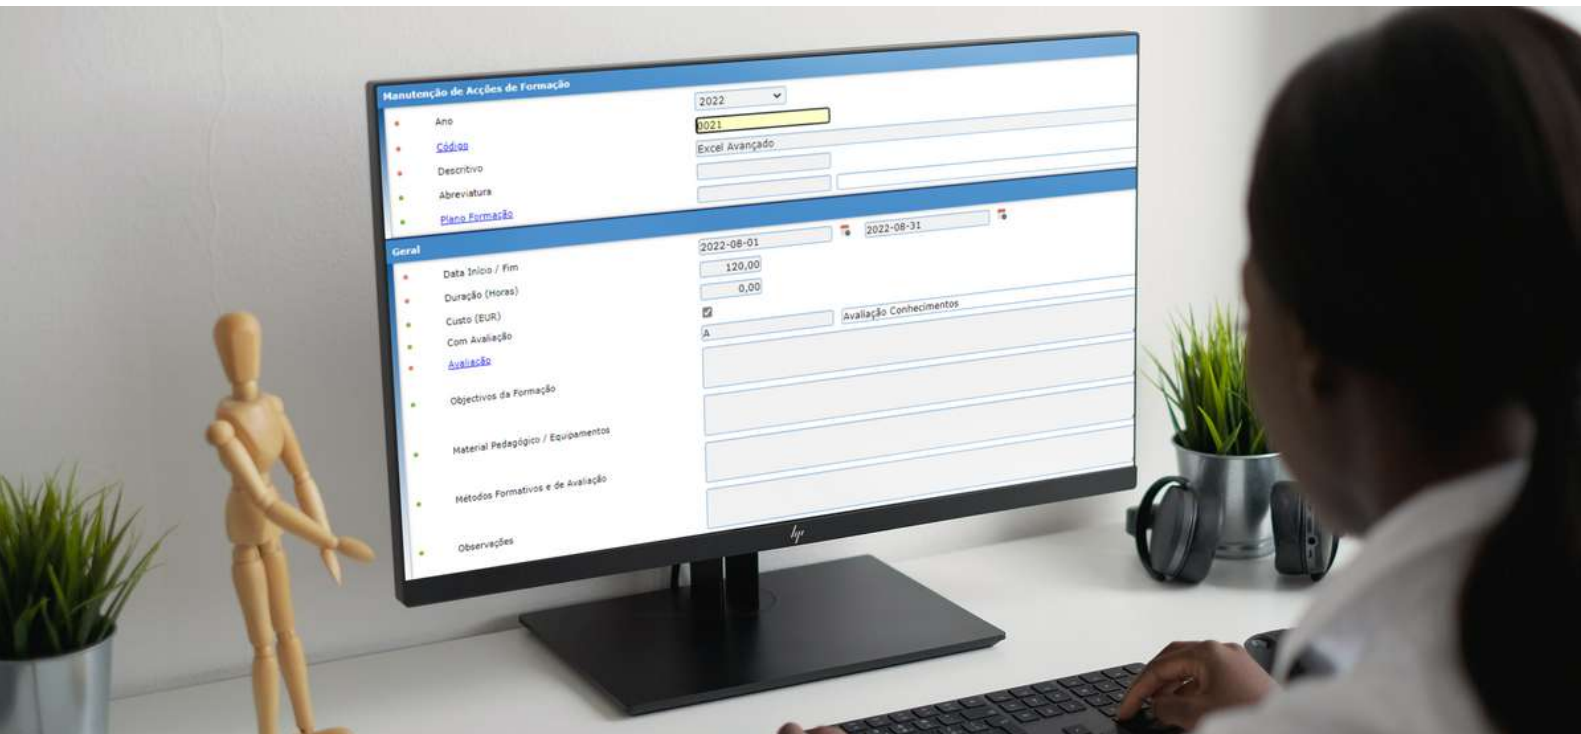 Manutenção de Acções de Formação
Ano 2022
Código 0021
Descritivo Excel Avançado
Abreviatura
Plano Formação
Geral
Data Início / Fim 2022-08-01 2022-08-31
Duração (Horas) 120,00
Custo (EUR) 0,00
Com Avaliação
Avaliação A Avaliação Conhecimentos
Objectivos da Formação
Material Pedagógico / Equipamentos
Métodos Formativos e de Avaliação
Observações
hp